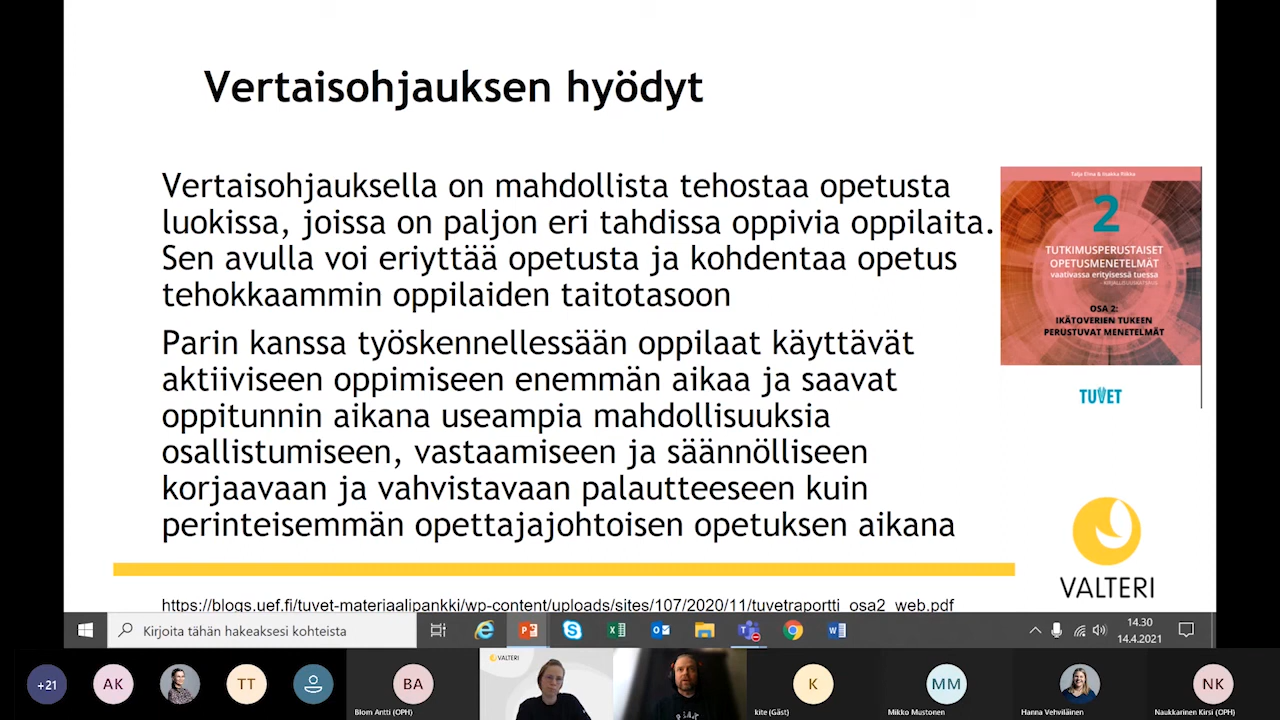 Vertaisohjauksen hyödyt
Vertaisohjauksella on mahdollista tehostaa opetusta
luokissa, joissa on paljon eri tahdissa oppivia oppilaita.
Sen avulla voi eriyttää opetusta ja kohdentaa opetus
tehokkaammin oppilaiden taitotasoon
Parin kanssa työskennellessään oppilaat käyttävät
aktiiviseen oppimiseen enemmän aikaa ja saavat
oppitunnin aikana useampia mahdollisuuksia
osallistumiseen, vastaamiseen ja säännölliseen
korjaavaan ja vahvistavaan palautteeseen kuin
perinteisemmän opettajajohtoisen opetuksen aikana
2
TUTKIMUSPERUSTAISET
OPETUSMENETELMÄT
vaativassa erityisessä tuessa
KIRJALLISUUSKATSAUS
OSA 2:
IKÄTOVERIEN TUKEEN
PERUSTUVAT MENETELMÄT
TUVET
VALTERI
https://blogs.uef.fi/tuvet-materiaalipankki/wp-content/uploads/sites/107/2020/11/tuvetraportti_osa2_web.pdf
Kirjoita tähän hakeaksesi kohteista
14.30
14.4.2021
+21
AK
TT
BA
Blom Antti (OPH)
VALTERI
K
kite (Gäst)
MM
Mikko Mustonen
Hanna Vehviläinen
NK
Naukkarinen Kirsi (OPH)